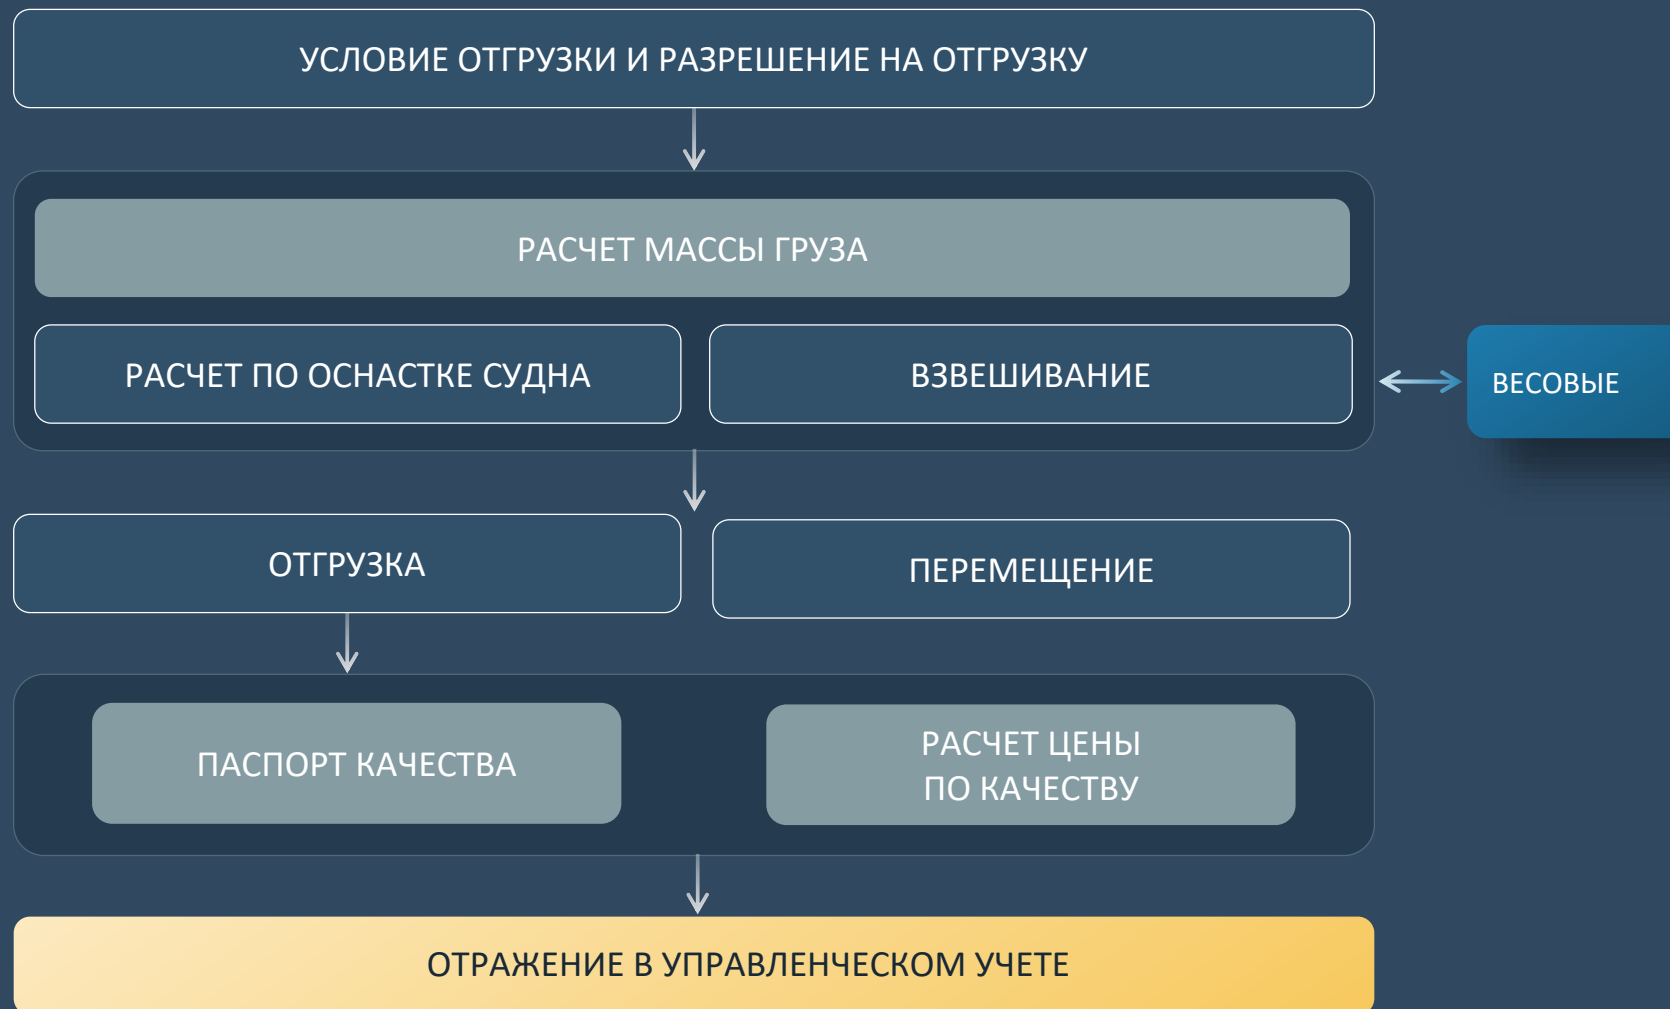 УСЛОВИЕ ОТГРУЗКИ И РАЗРЕШЕНИЕ НА ОТГРУЗКУ
РАСЧЕТ МАССЫ ГРУЗА
РАСЧЕТ ПО ОСНАСТКЕ СУДНА
ВЗВЕШИВАНИЕ
ВЕСОВЫЕ
ОТГРУЗКА
ПЕРЕМЕЩЕНИЕ
ПАСПОРТ КАЧЕСТВА
РАСЧЕТ ЦЕНЫ
ПО КАЧЕСТВУ
ОТРАЖЕНИЕ В УПРАВЛЕНЧЕСКОМ УЧЕТЕ